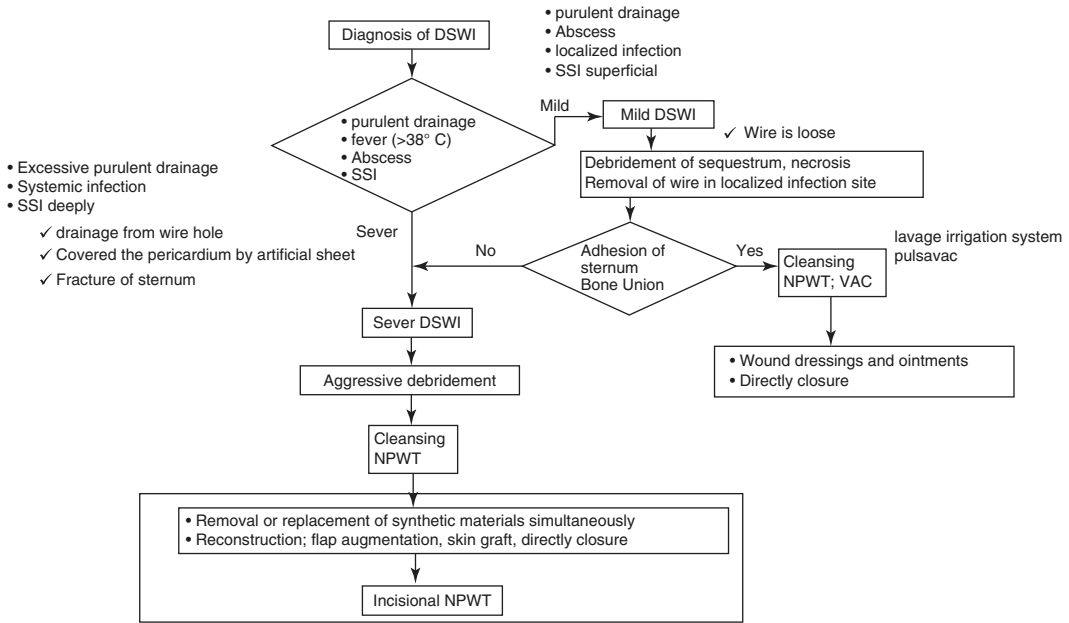 Diagnosis of DSWI
• purulent drainage
• Abscess
• localized infection
• SSI superficial
• purulent drainage
• fever (>38° C)
• Abscess
• SSI
Mild
Mild DSWI
✓ Wire is loose
Debridement of sequestrum, necrosis
Removal of wire in localized infection site
• Excessive purulent drainage
• Systemic infection
• SSI deeply
✓ drainage from wire hole
✓ Covered the pericardium by artificial sheet
✓ Fracture of sternum
Sever
No
Adhesion of
sternum
Bone Union
Yes
Cleansing
NPWT; VAC
lavage irrigation system
pulsavac
• Wound dressings and ointments
• Directly closure
Sever DSWI
Aggressive debridement
Cleansing
NPWT
• Removal or replacement of synthetic materials simultaneously
• Reconstruction; flap augmentation, skin graft, directly closure
Incisional NPWT